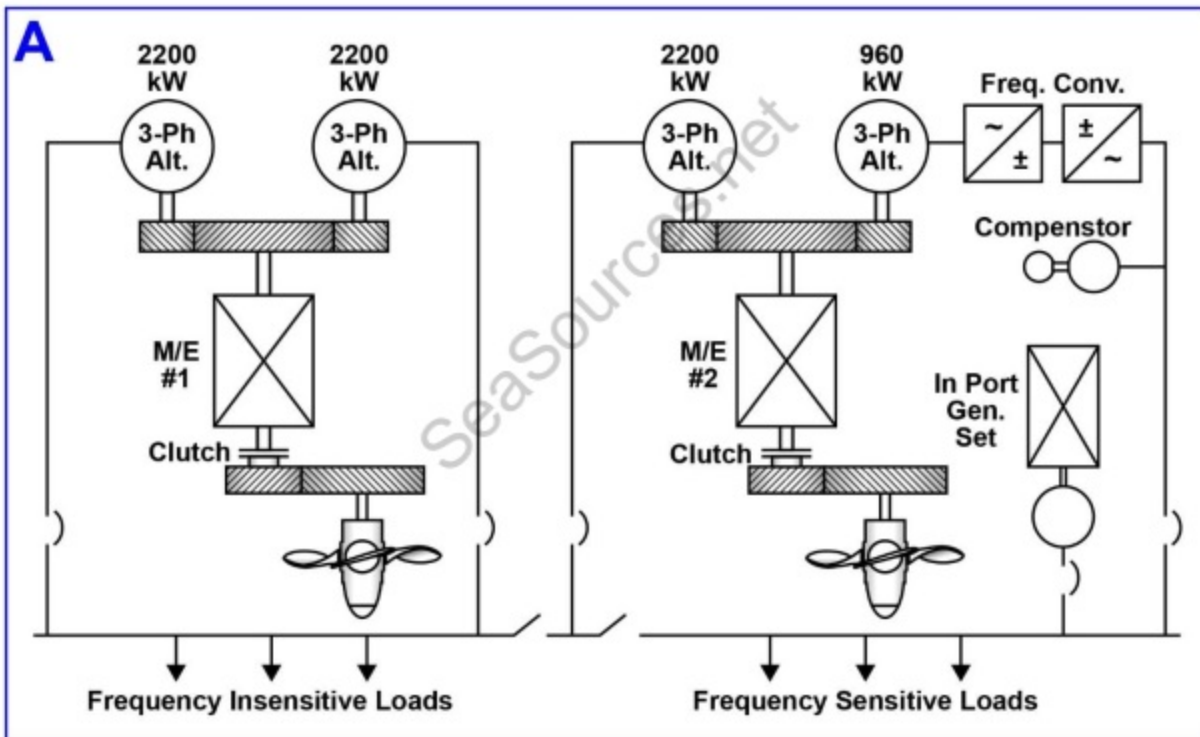 A
2200
kW
2200
kW
3-Ph
Alt.
3-Ph
Alt.
M/E
#1
Clutch
2200
kW
960
kW
Freq. Conv.
3-Ph
Alt.
3-Ph
Alt.
~
±
±
~
Compenstor
M/E
#2
In Port
Gen.
Set
Clutch
Frequency Insensitive Loads
Frequency Sensitive Loads
SeaSources.net